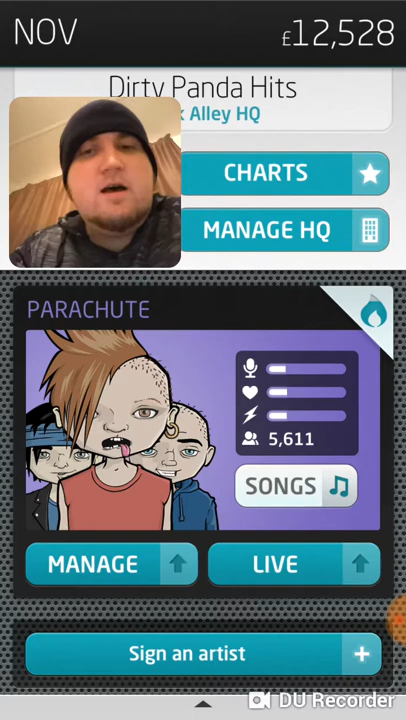 NOV
£12,528
Dirty Panda Hits
Alley HQ
CHARTS
MANAGE HQ
PARACHUTE
5,611
SONGS
MANAGE
LIVE
Sign an artist
DU Recorder